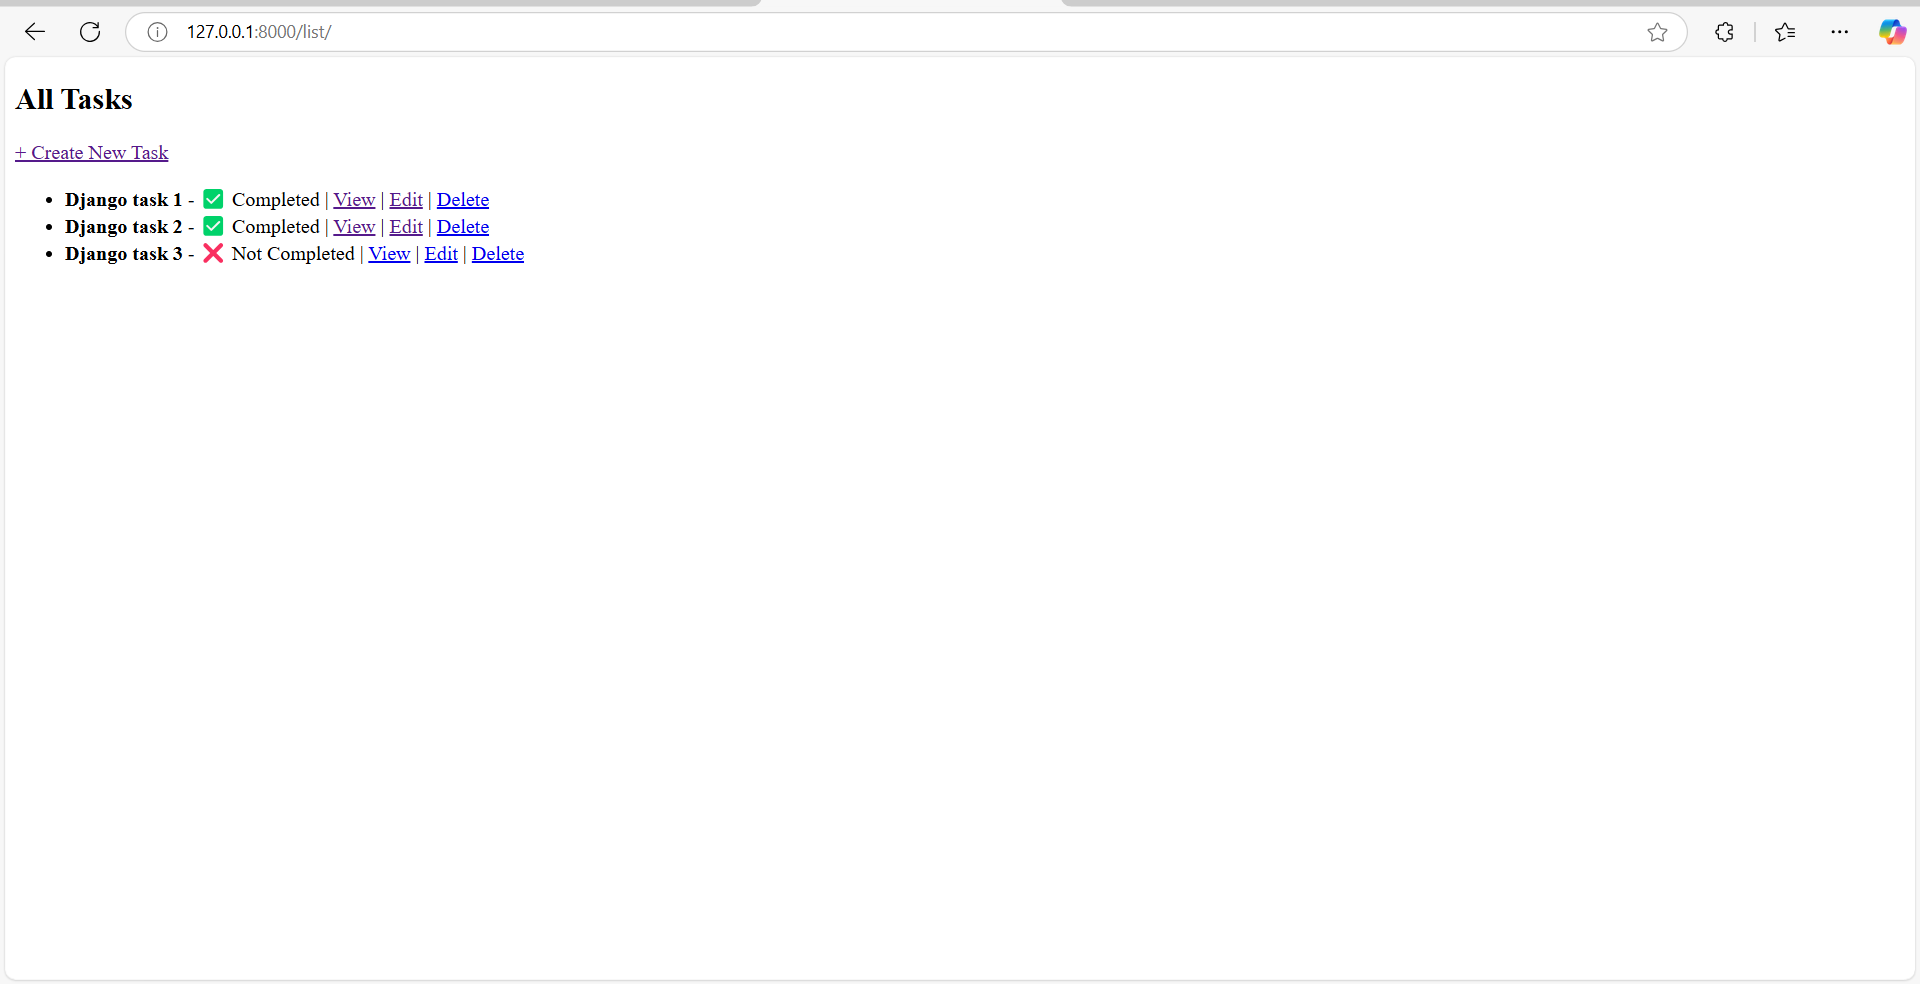 127.0.0.1:8000/list/
All Tasks
+ Create New Task
• Django task 1 - ✅ Completed | View | Edit | Delete
• Django task 2 - ✅ Completed | View | Edit | Delete
• Django task 3 - ❌ Not Completed | View | Edit | Delete